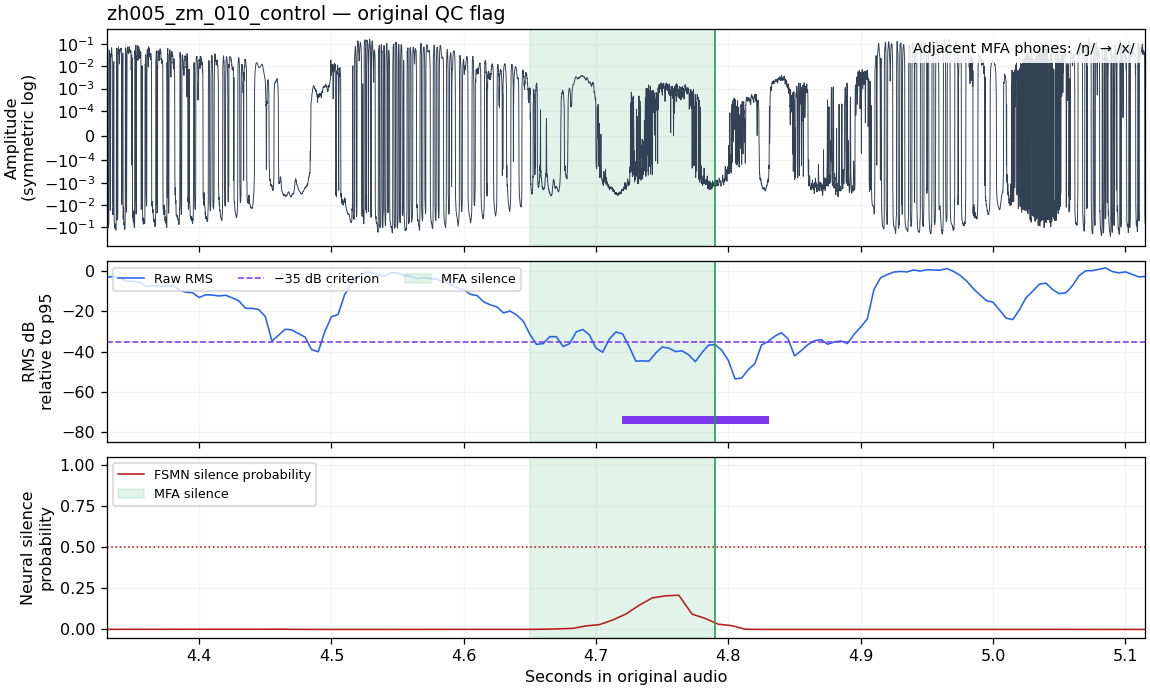 zh005_zm_010_control — original QC flag
Adjacent MFA phones: /ŋ/ → /x/
Amplitude
(symmetric log)
10⁻¹
10⁻²
10⁻³
10⁻⁴
0
−10⁻⁴
−10⁻³
−10⁻²
−10⁻¹
Raw RMS
−35 dB criterion
MFA silence
RMS dB
relative to p95
0
−20
−40
−60
−80
FSMN silence probability
MFA silence
Neural silence
probability
1.00
0.75
0.50
0.25
0.00
4.4 4.5 4.6 4.7 4.8 4.9 5.0 5.1
Seconds in original audio